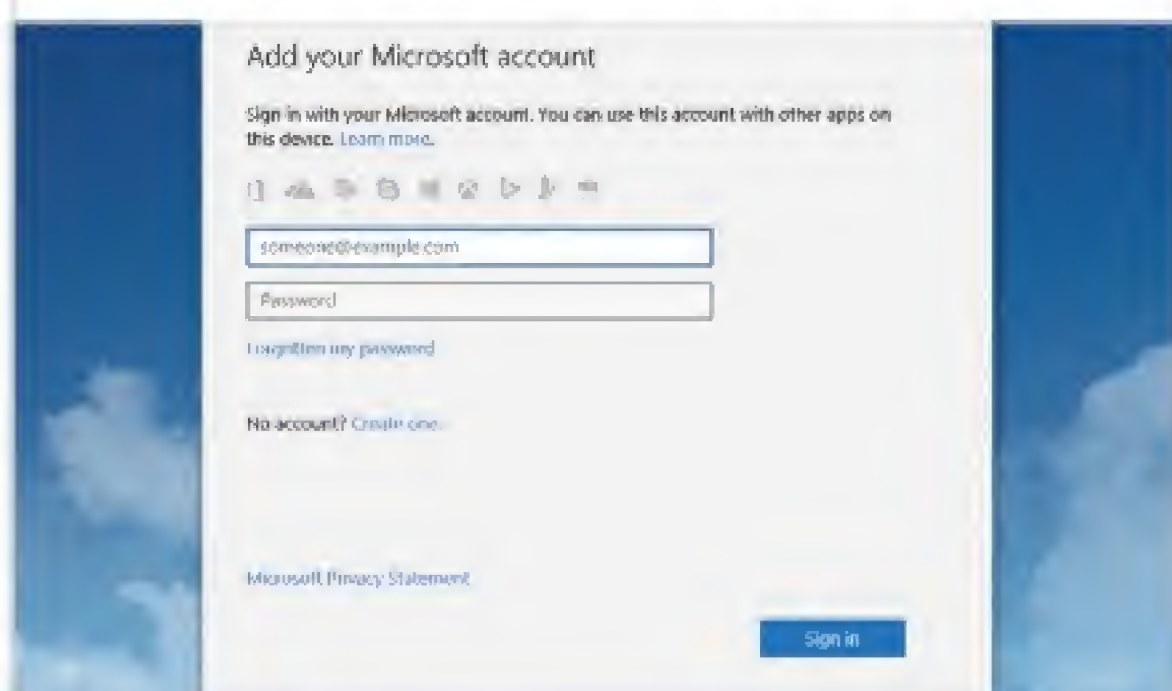 Add your Microsoft account
Sign in with your Microsoft account. You can use this account with other apps on
this device. Learn more.
someone@example.com
Password
my password
No account? Create one.
Microsoft Privacy Statement
Sign in